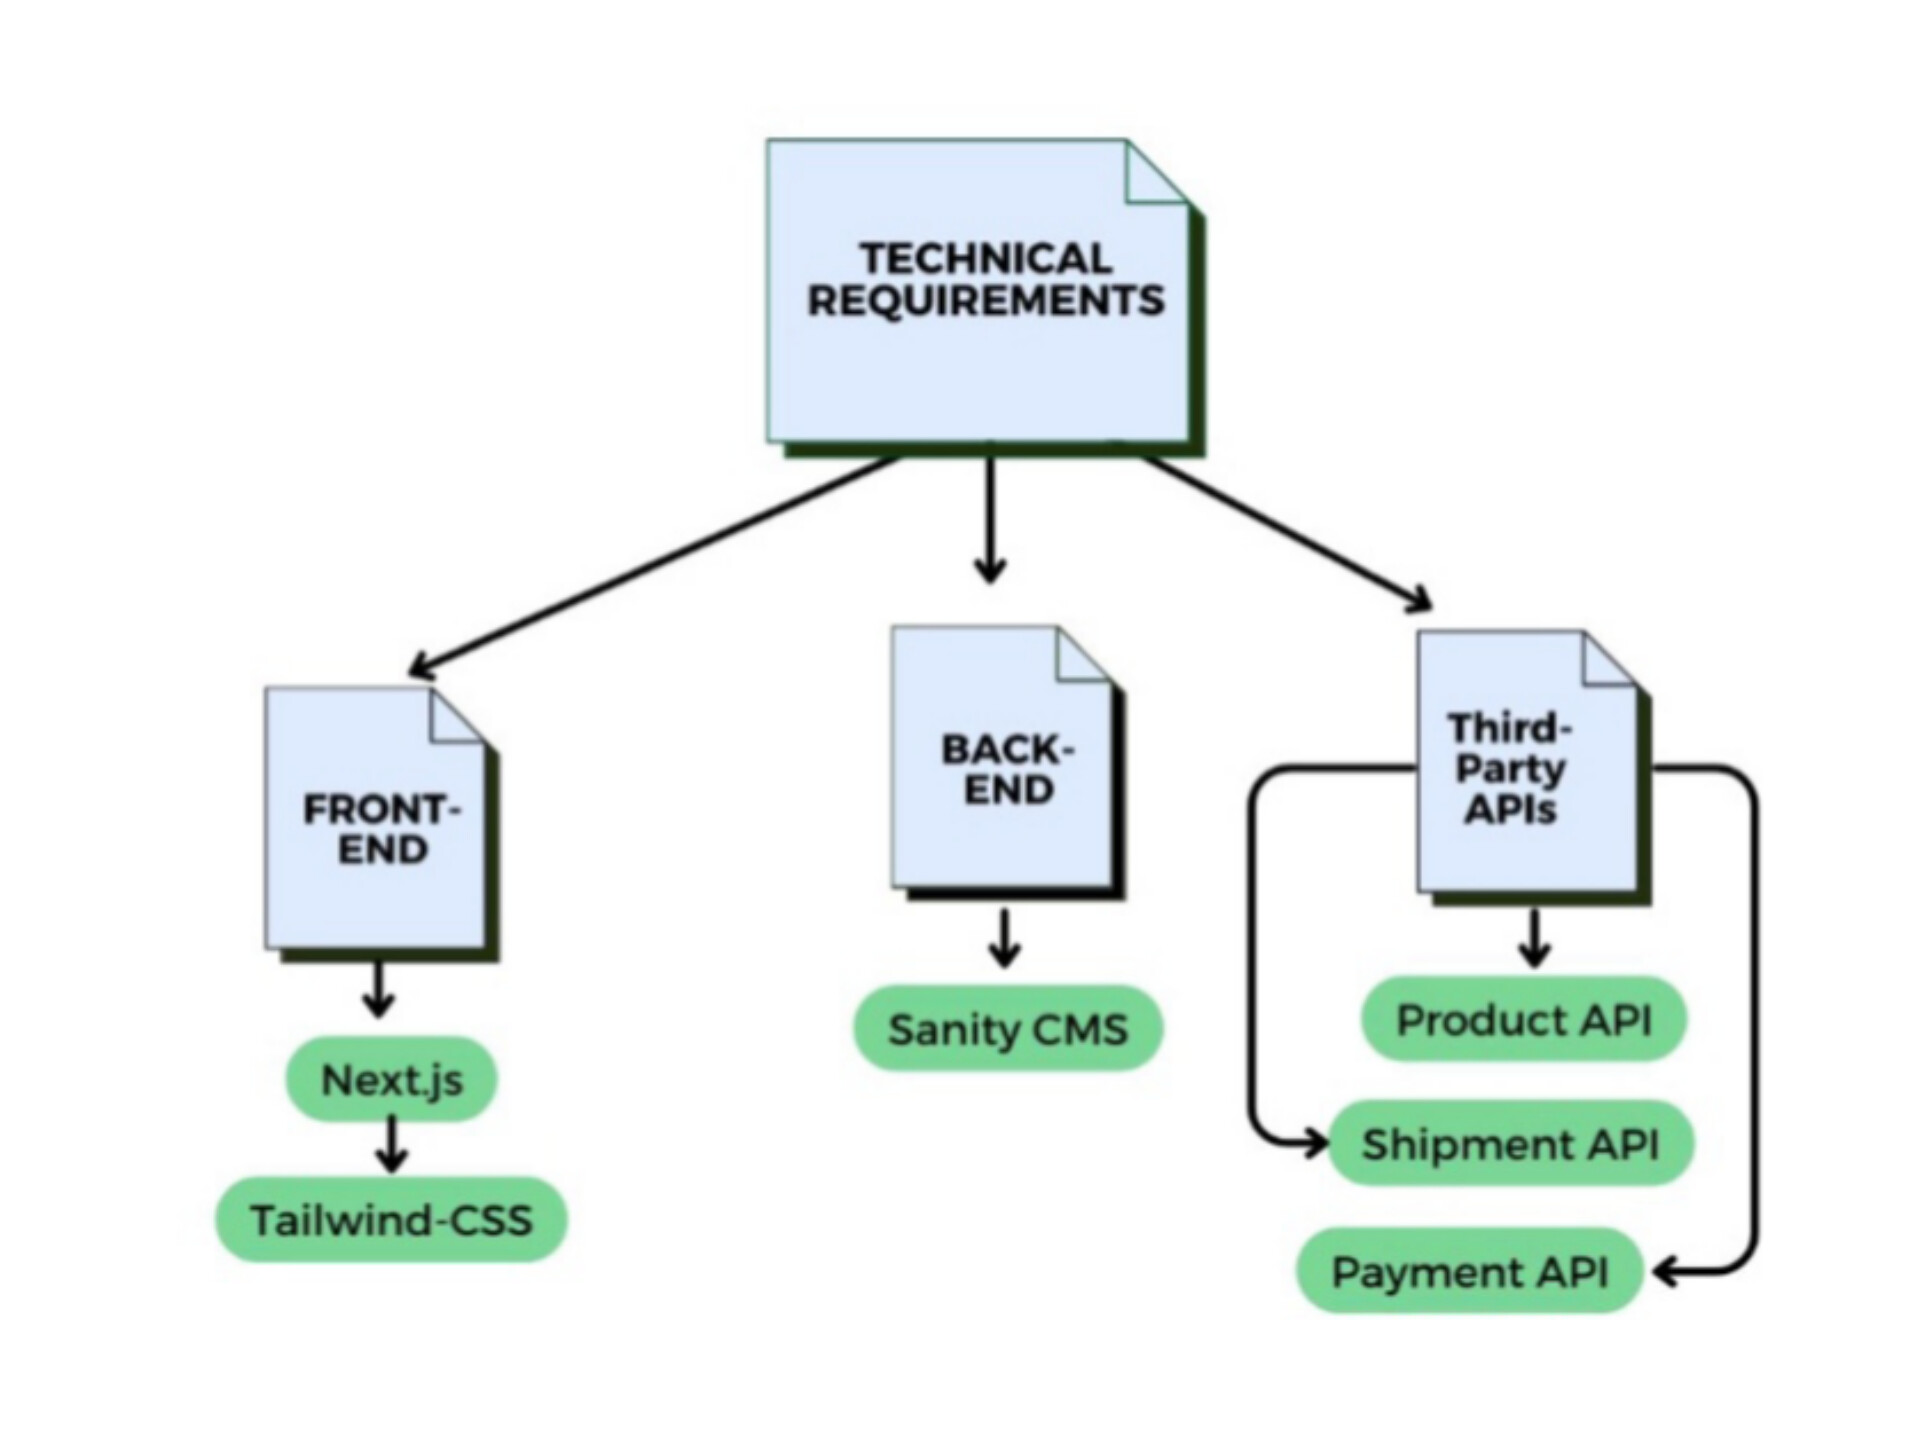 TECHNICAL
REQUIREMENTS
FRONT-
END
Next.js
Tailwind-CSS
BACK-
END
Sanity CMS
Third-
Party
APIs
Product API
Shipment API
Payment API